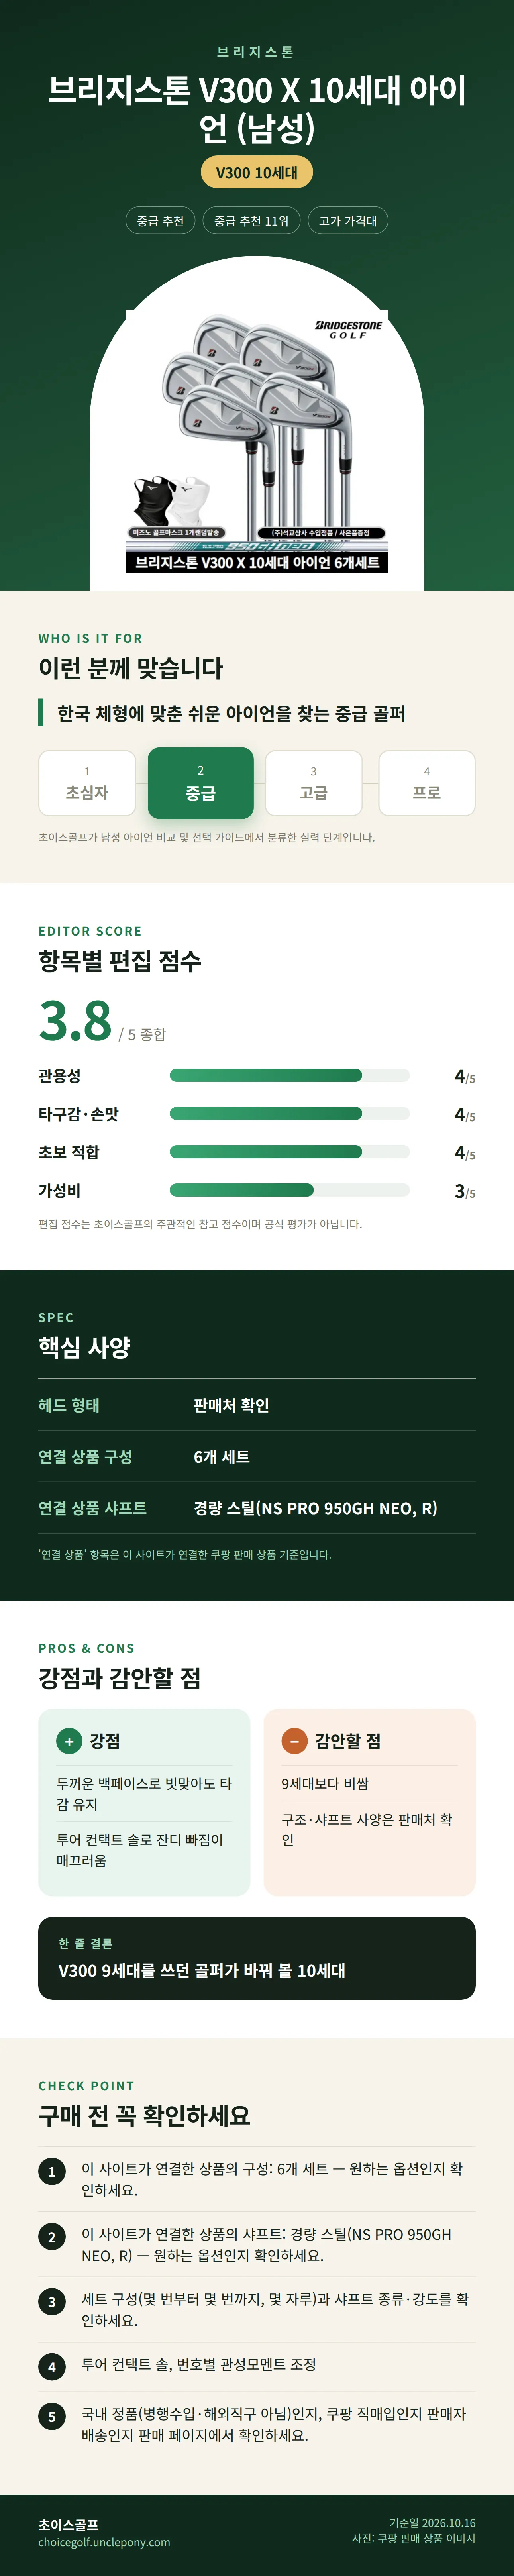 브리지스톤
브리지스톤 V300 X 10세대 아이
언 (남성)
V300 10세대
중급 추천
중급 추천 11위
고가 가격대
BRIDGESTONE
GOLF
미즈노 골프마스크 1개랜덤발송
(주)석교상사 수입정품 / 사은품증정
N.S.PRO 950GH neo
브리지스톤 V300 X 10세대 아이언 6개세트
WHO IS IT FOR
이런 분께 맞습니다
한국 체형에 맞춘 쉬운 아이언을 찾는 중급 골퍼
1
초심자
2
중급
3
고급
4
프로
초이스골프가 남성 아이언 비교 및 선택 가이드에서 분류한 실력 단계입니다.
EDITOR SCORE
항목별 편집 점수
3.8 / 5 종합
관용성 4/5
타구감·손맛 4/5
초보 적합 4/5
가성비 3/5
편집 점수는 초이스골프의 주관적인 참고 점수이며 공식 평가가 아닙니다.
SPEC
핵심 사양
헤드 형태 판매처 확인
연결 상품 구성 6개 세트
연결 상품 샤프트 경량 스틸(NS PRO 950GH NEO, R)
'연결 상품' 항목은 이 사이트가 연결한 쿠팡 판매 상품 기준입니다.
PROS & CONS
강점과 감안할 점
+ 강점
두꺼운 백페이스로 빗맞아도 타
감 유지
투어 컨택트 솔로 잔디 빠짐이
매끄러움
− 감안할 점
9세대보다 비쌈
구조·샤프트 사양은 판매처 확
인
한 줄 결론
V300 9세대를 쓰던 골퍼가 바꿔 볼 10세대
CHECK POINT
구매 전 꼭 확인하세요
1 이 사이트가 연결한 상품의 구성: 6개 세트 — 원하는 옵션인지 확
인하세요.
2 이 사이트가 연결한 상품의 샤프트: 경량 스틸(NS PRO 950GH
NEO, R) — 원하는 옵션인지 확인하세요.
3 세트 구성(몇 번부터 몇 번까지, 몇 자루)과 샤프트 종류·강도를 확
인하세요.
4 투어 컨택트 솔, 번호별 관성모멘트 조정
5 국내 정품(병행수입·해외직구 아님)인지, 쿠팡 직매입인지 판매자
배송인지 판매 페이지에서 확인하세요.
초이스골프
choicegolf.unclepony.com
기준일 2026.10.16
사진: 쿠팡 판매 상품 이미지